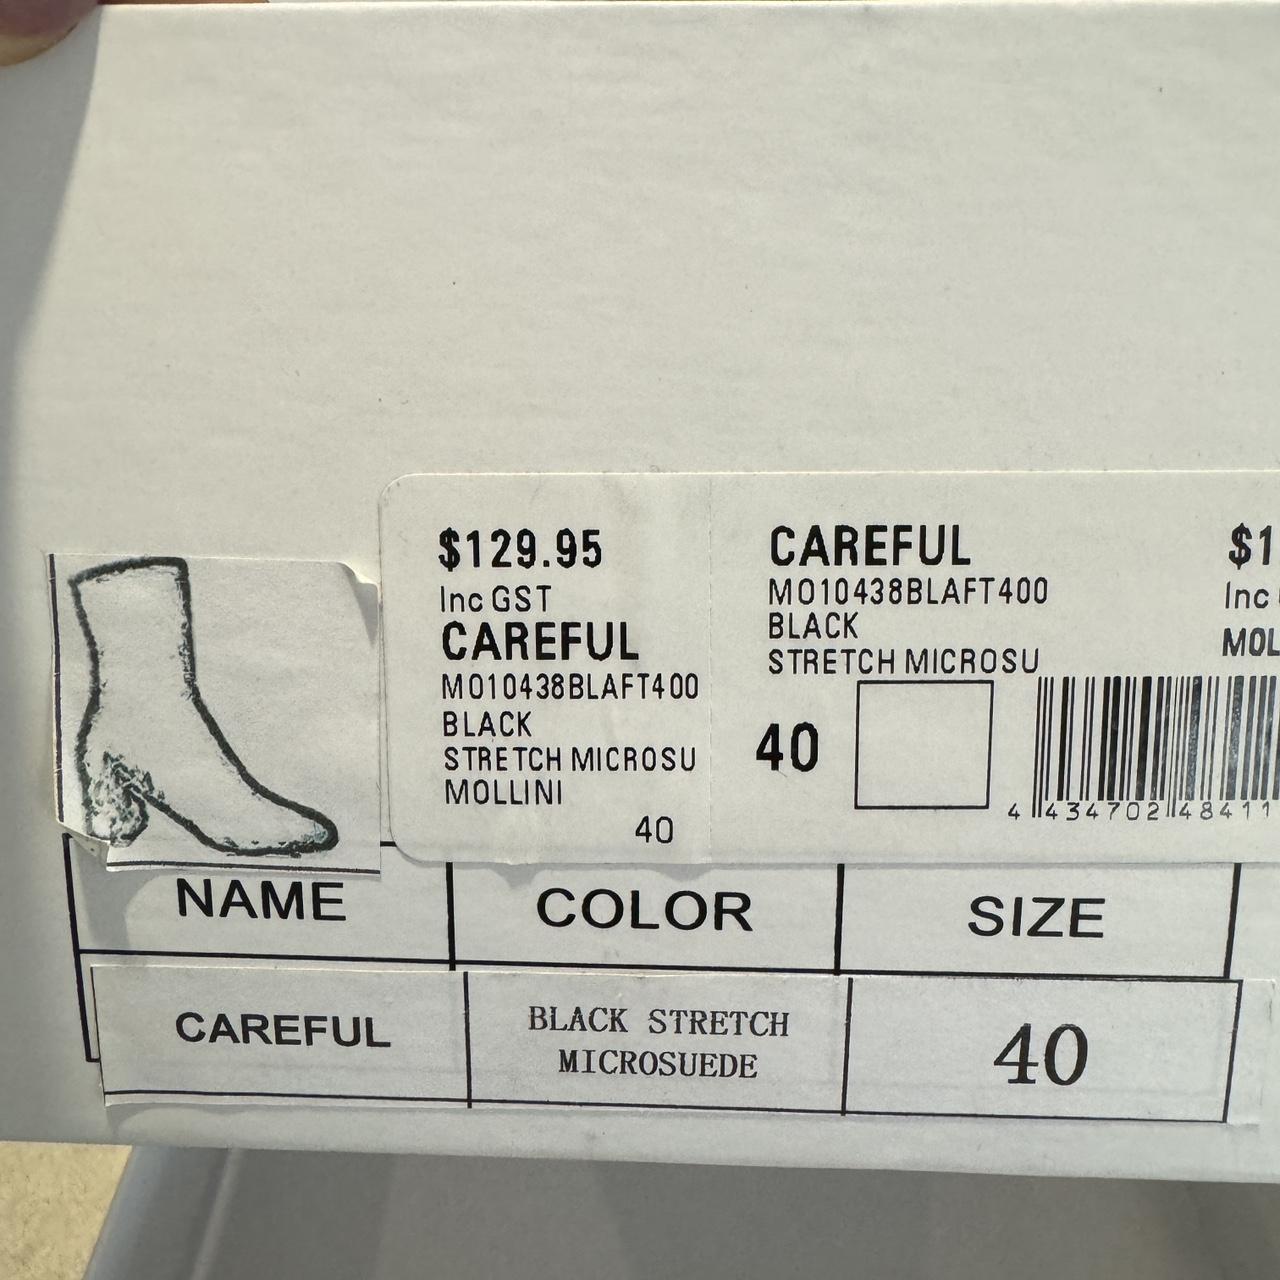 $129.95
Inc GST
CAREFUL
MO10438BLAFT400
BLACK
STRETCH MICROSU
MOLLINI
40
CAREFUL
MO10438BLAFT400
BLACK
STRETCH MICROSU
40
$1
Inc
MOL
4 434702 48411
NAME COLOR SIZE
CAREFUL BLACK STRETCH MICROSUEDE 40